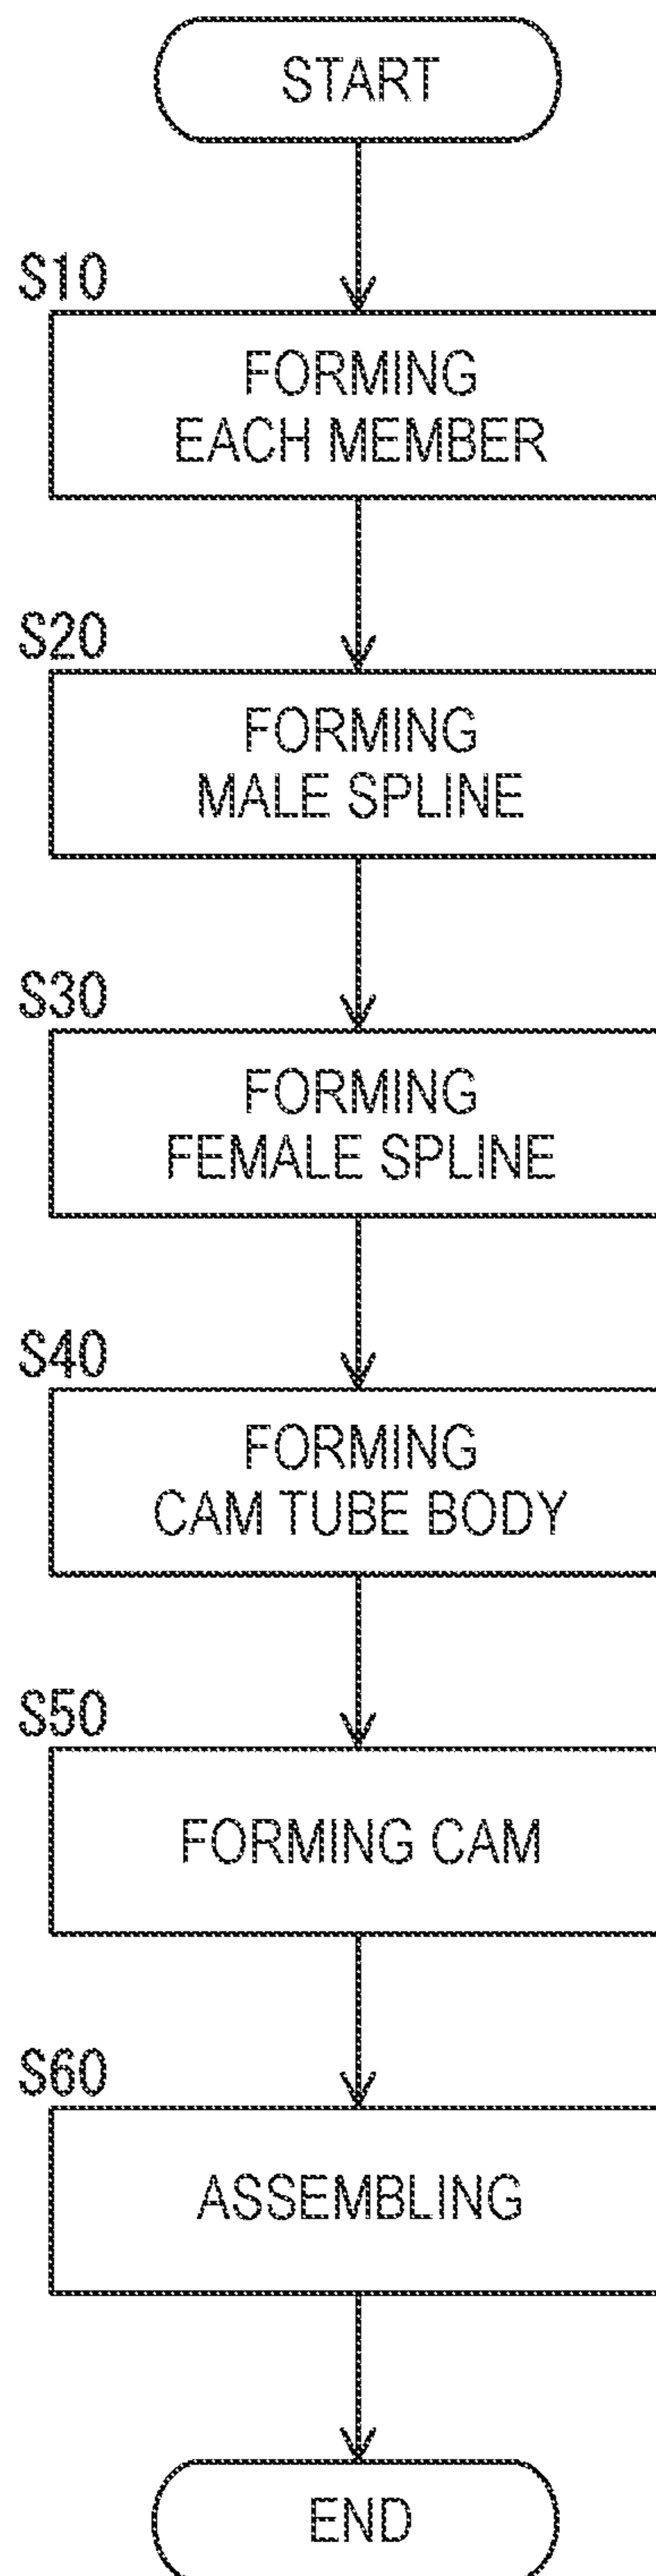 START
S10
FORMING
EACH MEMBER
S20
FORMING
MALE SPLINE
S30
FORMING
FEMALE SPLINE
S40
FORMING
CAM TUBE BODY
S50
FORMING CAM
S60
ASSEMBLING
END